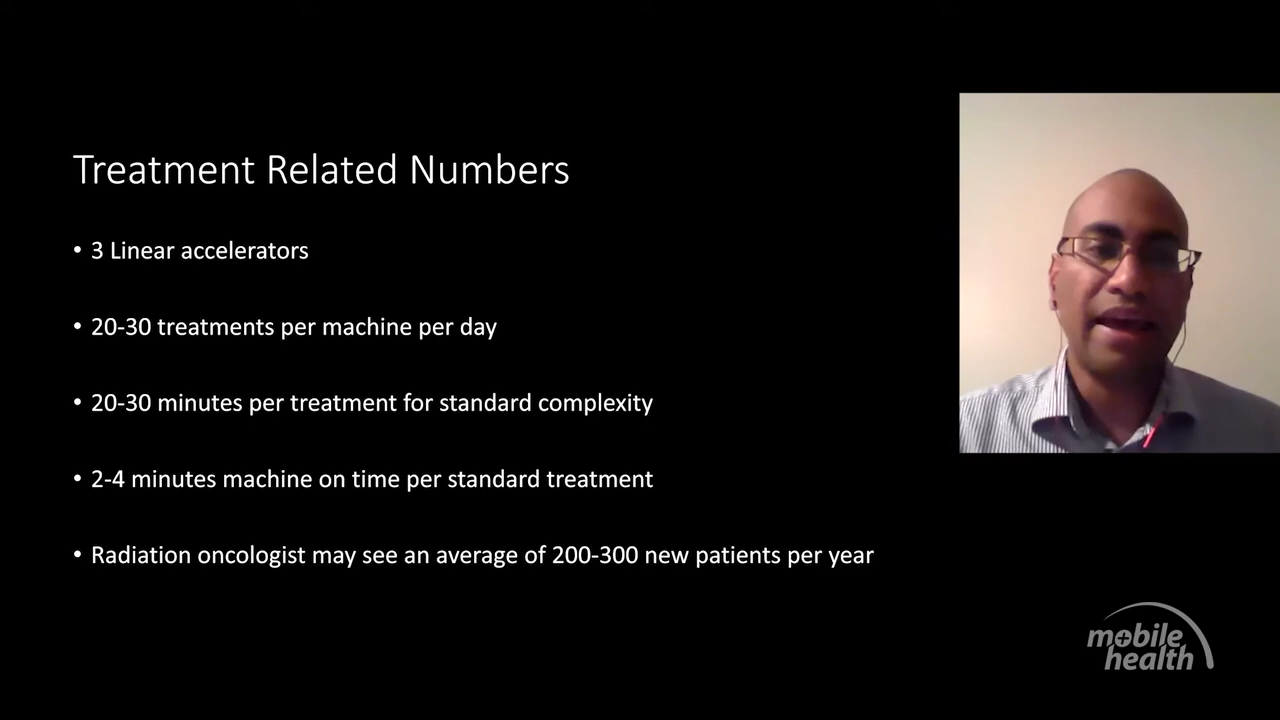 Treatment Related Numbers
• 3 Linear accelerators
• 20-30 treatments per machine per day
• 20-30 minutes per treatment for standard complexity
• 2-4 minutes machine on time per standard treatment
• Radiation oncologist may see an average of 200-300 new patients per year
mobile
health